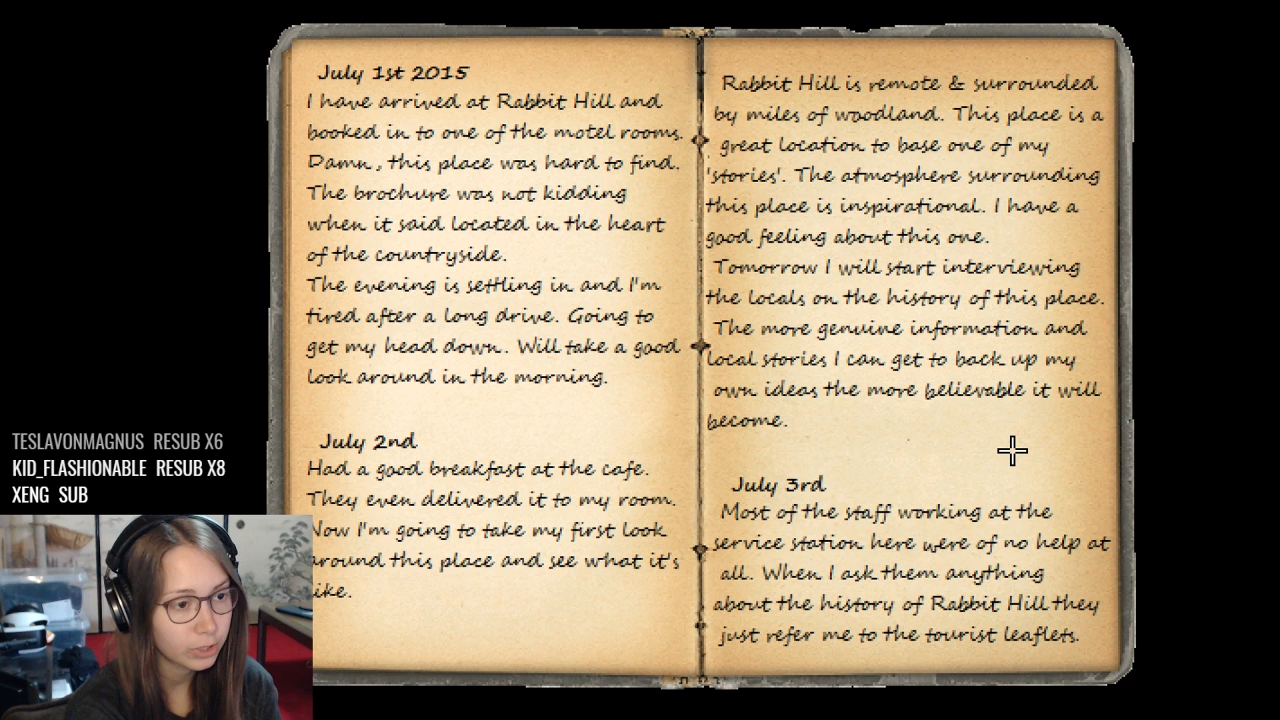 July 1st 2015
I have arrived at Rabbit Hill and
booked in to one of the motel rooms.
Damn, this place was hard to find.
The brochure was not kidding
when it said located in the heart
of the countryside.
The evening is settling in and I'm
tired after a long drive. Going to
get my head down. Will take a good
look around in the morning.
July 2nd
Had a good breakfast at the cafe.
They even delivered it to my room.
Now I'm going to take my first look
around this place and see what it's
like.
Rabbit Hill is remote & surrounded
by miles of woodland. This place is a
great location to base one of my
'stories'. The atmosphere surrounding
this place is inspirational. I have a
good feeling about this one.
Tomorrow I will start interviewing
the locals on the history of this place.
The more genuine information and
local stories I can get to back up my
own ideas the more believable it will
become.
July 3rd
Most of the staff working at the
service station here were of no help at
all. When I ask them anything
about the history of Rabbit Hill they
just refer me to the tourist leaflets.
TESLAVONMAGNUS RESUB X6
KID_FLASHIONABLE RESUB X8
XENG SUB